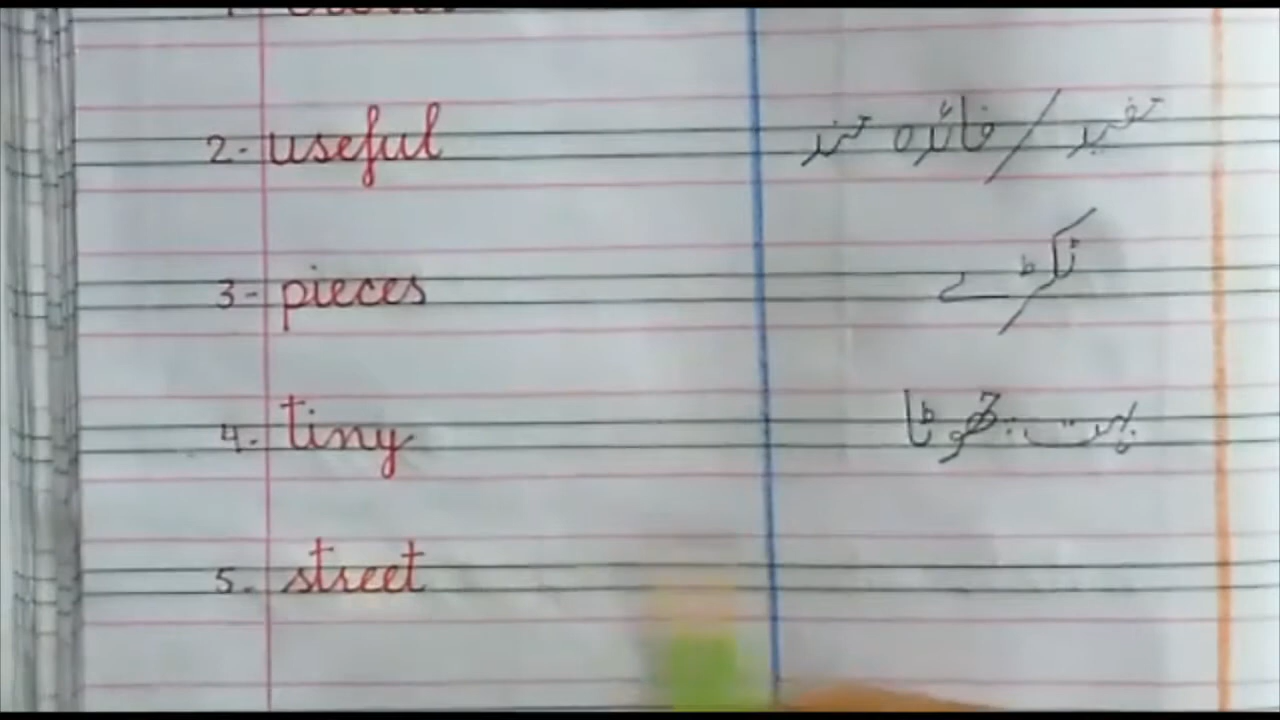 2- useful مفید / فائدہ مند
3- pieces ٹکڑے
4- tiny بہت چھوٹا
5- street